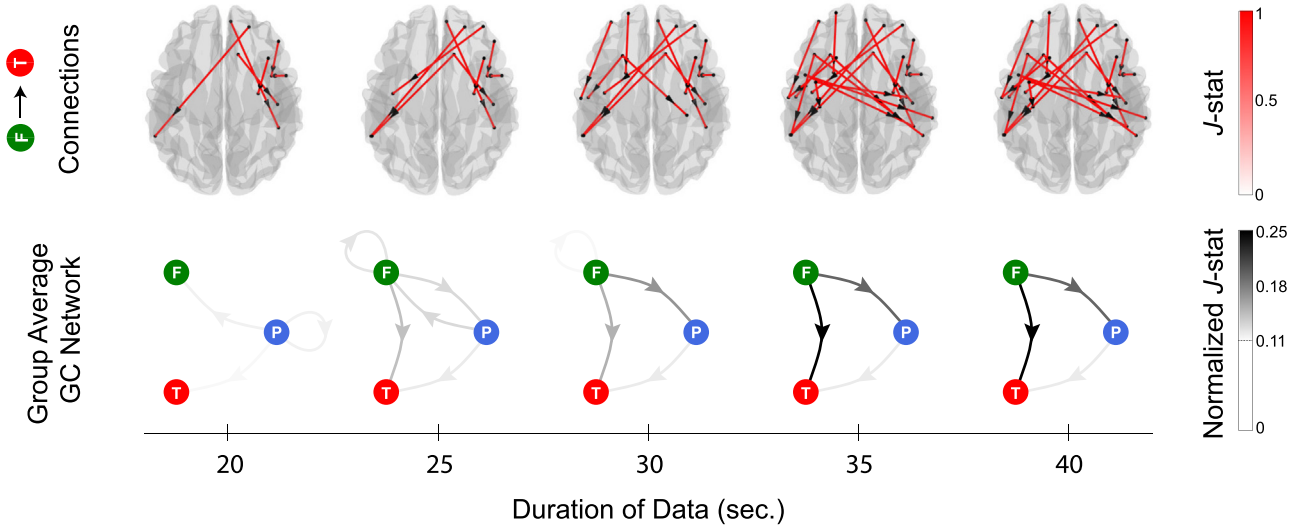 F
T
Connections
1
0.5
0
J-stat
Group Average
GC Network
F
P
T
F
P
T
F
P
T
F
P
T
F
P
T
0.25
0.18
0.11
0
Normalized J-stat
20
25
30
35
40
Duration of Data (sec.)